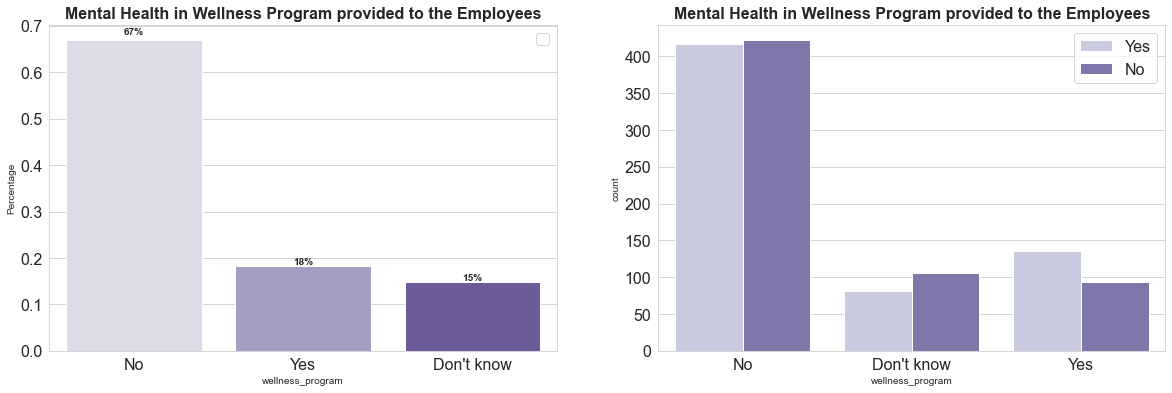 Mental Health in Wellness Program provided to the Employees
0.7
0.6
0.5
0.4
0.3
0.2
0.1
0.0
Percentage
67%
18%
15%
No Yes Don't know
wellness_program
Mental Health in Wellness Program provided to the Employees
400
350
300
250
200
150
100
50
0
count
Yes
No
No Don't know Yes
wellness_program